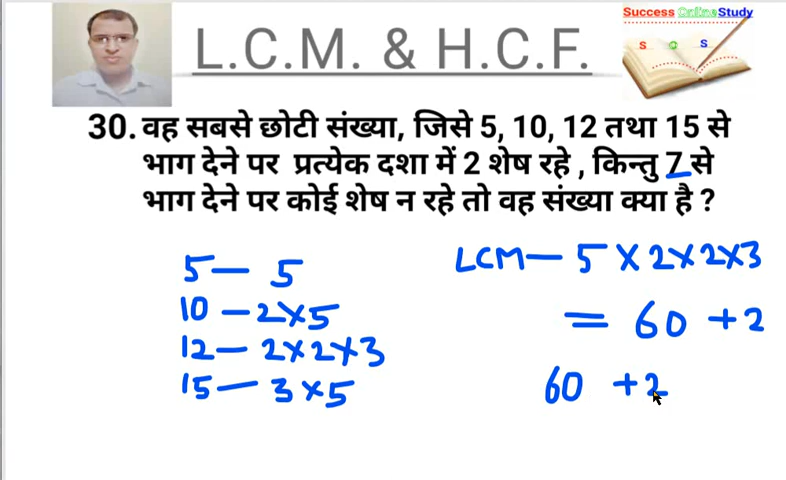 Success Online Study
L.C.M. & H.C.F.
S O S
30. वह सबसे छोटी संख्या, जिसे 5, 10, 12 तथा 15 से
भाग देने पर प्रत्येक दशा में 2 शेष रहे , किन्तु 7 से
भाग देने पर कोई शेष न रहे तो वह संख्या क्या है ?
5 — 5
10 — 2×5
12 — 2×2×3
15 — 3×5
LCM — 5 × 2 × 2 × 3
= 60 + 2
60 + 2